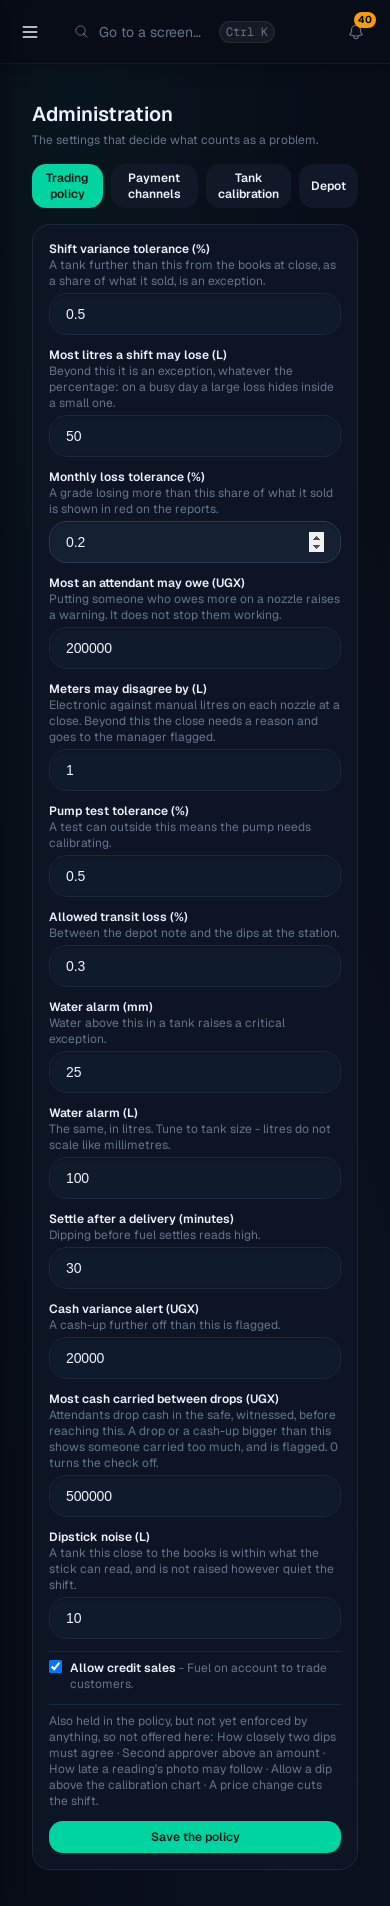 Go to a screen...
Ctrl K
40
Administration
The settings that decide what counts as a problem.
Trading policy
Payment channels
Tank calibration
Depot
Shift variance tolerance (%)
A tank further than this from the books at close, as
a share of what it sold, is an exception.
0.5
Most litres a shift may lose (L)
Beyond this it is an exception, whatever the
percentage: on a busy day a large loss hides inside
a small one.
50
Monthly loss tolerance (%)
A grade losing more than this share of what it sold
is shown in red on the reports.
0.2
Most an attendant may owe (UGX)
Putting someone who owes more on a nozzle raises
a warning. It does not stop them working.
200000
Meters may disagree by (L)
Electronic against manual litres on each nozzle at a
close. Beyond this the close needs a reason and
goes to the manager flagged.
1
Pump test tolerance (%)
A test can outside this means the pump needs
calibrating.
0.5
Allowed transit loss (%)
Between the depot note and the dips at the station.
0.3
Water alarm (mm)
Water above this in a tank raises a critical
exception.
25
Water alarm (L)
The same, in litres. Tune to tank size - litres do not
scale like millimetres.
100
Settle after a delivery (minutes)
Dipping before fuel settles reads high.
30
Cash variance alert (UGX)
A cash-up further off than this is flagged.
20000
Most cash carried between drops (UGX)
Attendants drop cash in the safe, witnessed, before
reaching this. A drop or a cash-up bigger than this
shows someone carried too much, and is flagged. 0
turns the check off.
500000
Dipstick noise (L)
A tank this close to the books is within what the
stick can read, and is not raised however quiet the
shift.
10
Allow credit sales - Fuel on account to trade
customers.
Also held in the policy, but not yet enforced by
anything, so not offered here: How closely two dips
must agree · Second approver above an amount ·
How late a reading's photo may follow · Allow a dip
above the calibration chart · A price change cuts
the shift.
Save the policy